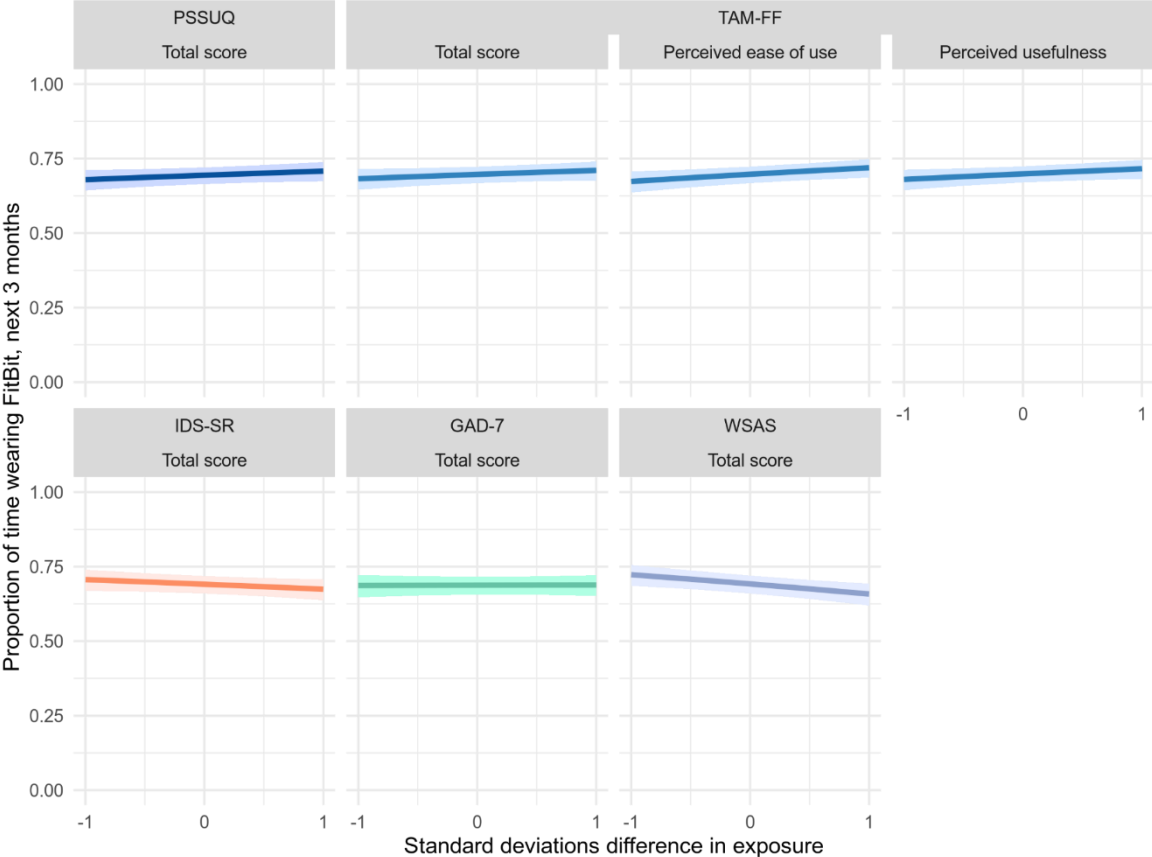 PSSUQ
TAM-FF
Total score
Total score
Perceived ease of use
Perceived usefulness
1.00
0.75
0.50
0.25
0.00
-1 0 1
Proportion of time wearing FitBit, next 3 months
IDS-SR
GAD-7
WSAS
Total score
Total score
Total score
1.00
0.75
0.50
0.25
0.00
-1 0 1
-1 0 1
-1 0 1
Standard deviations difference in exposure